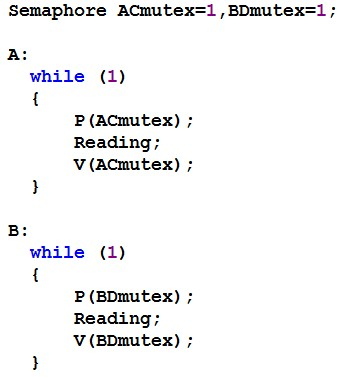 Semaphore ACmutex=1,BDmutex=1;
A:
while (1)
{
P(ACmutex);
Reading;
V(ACmutex);
}
B:
while (1)
{
P(BDmutex);
Reading;
V(BDmutex);
}